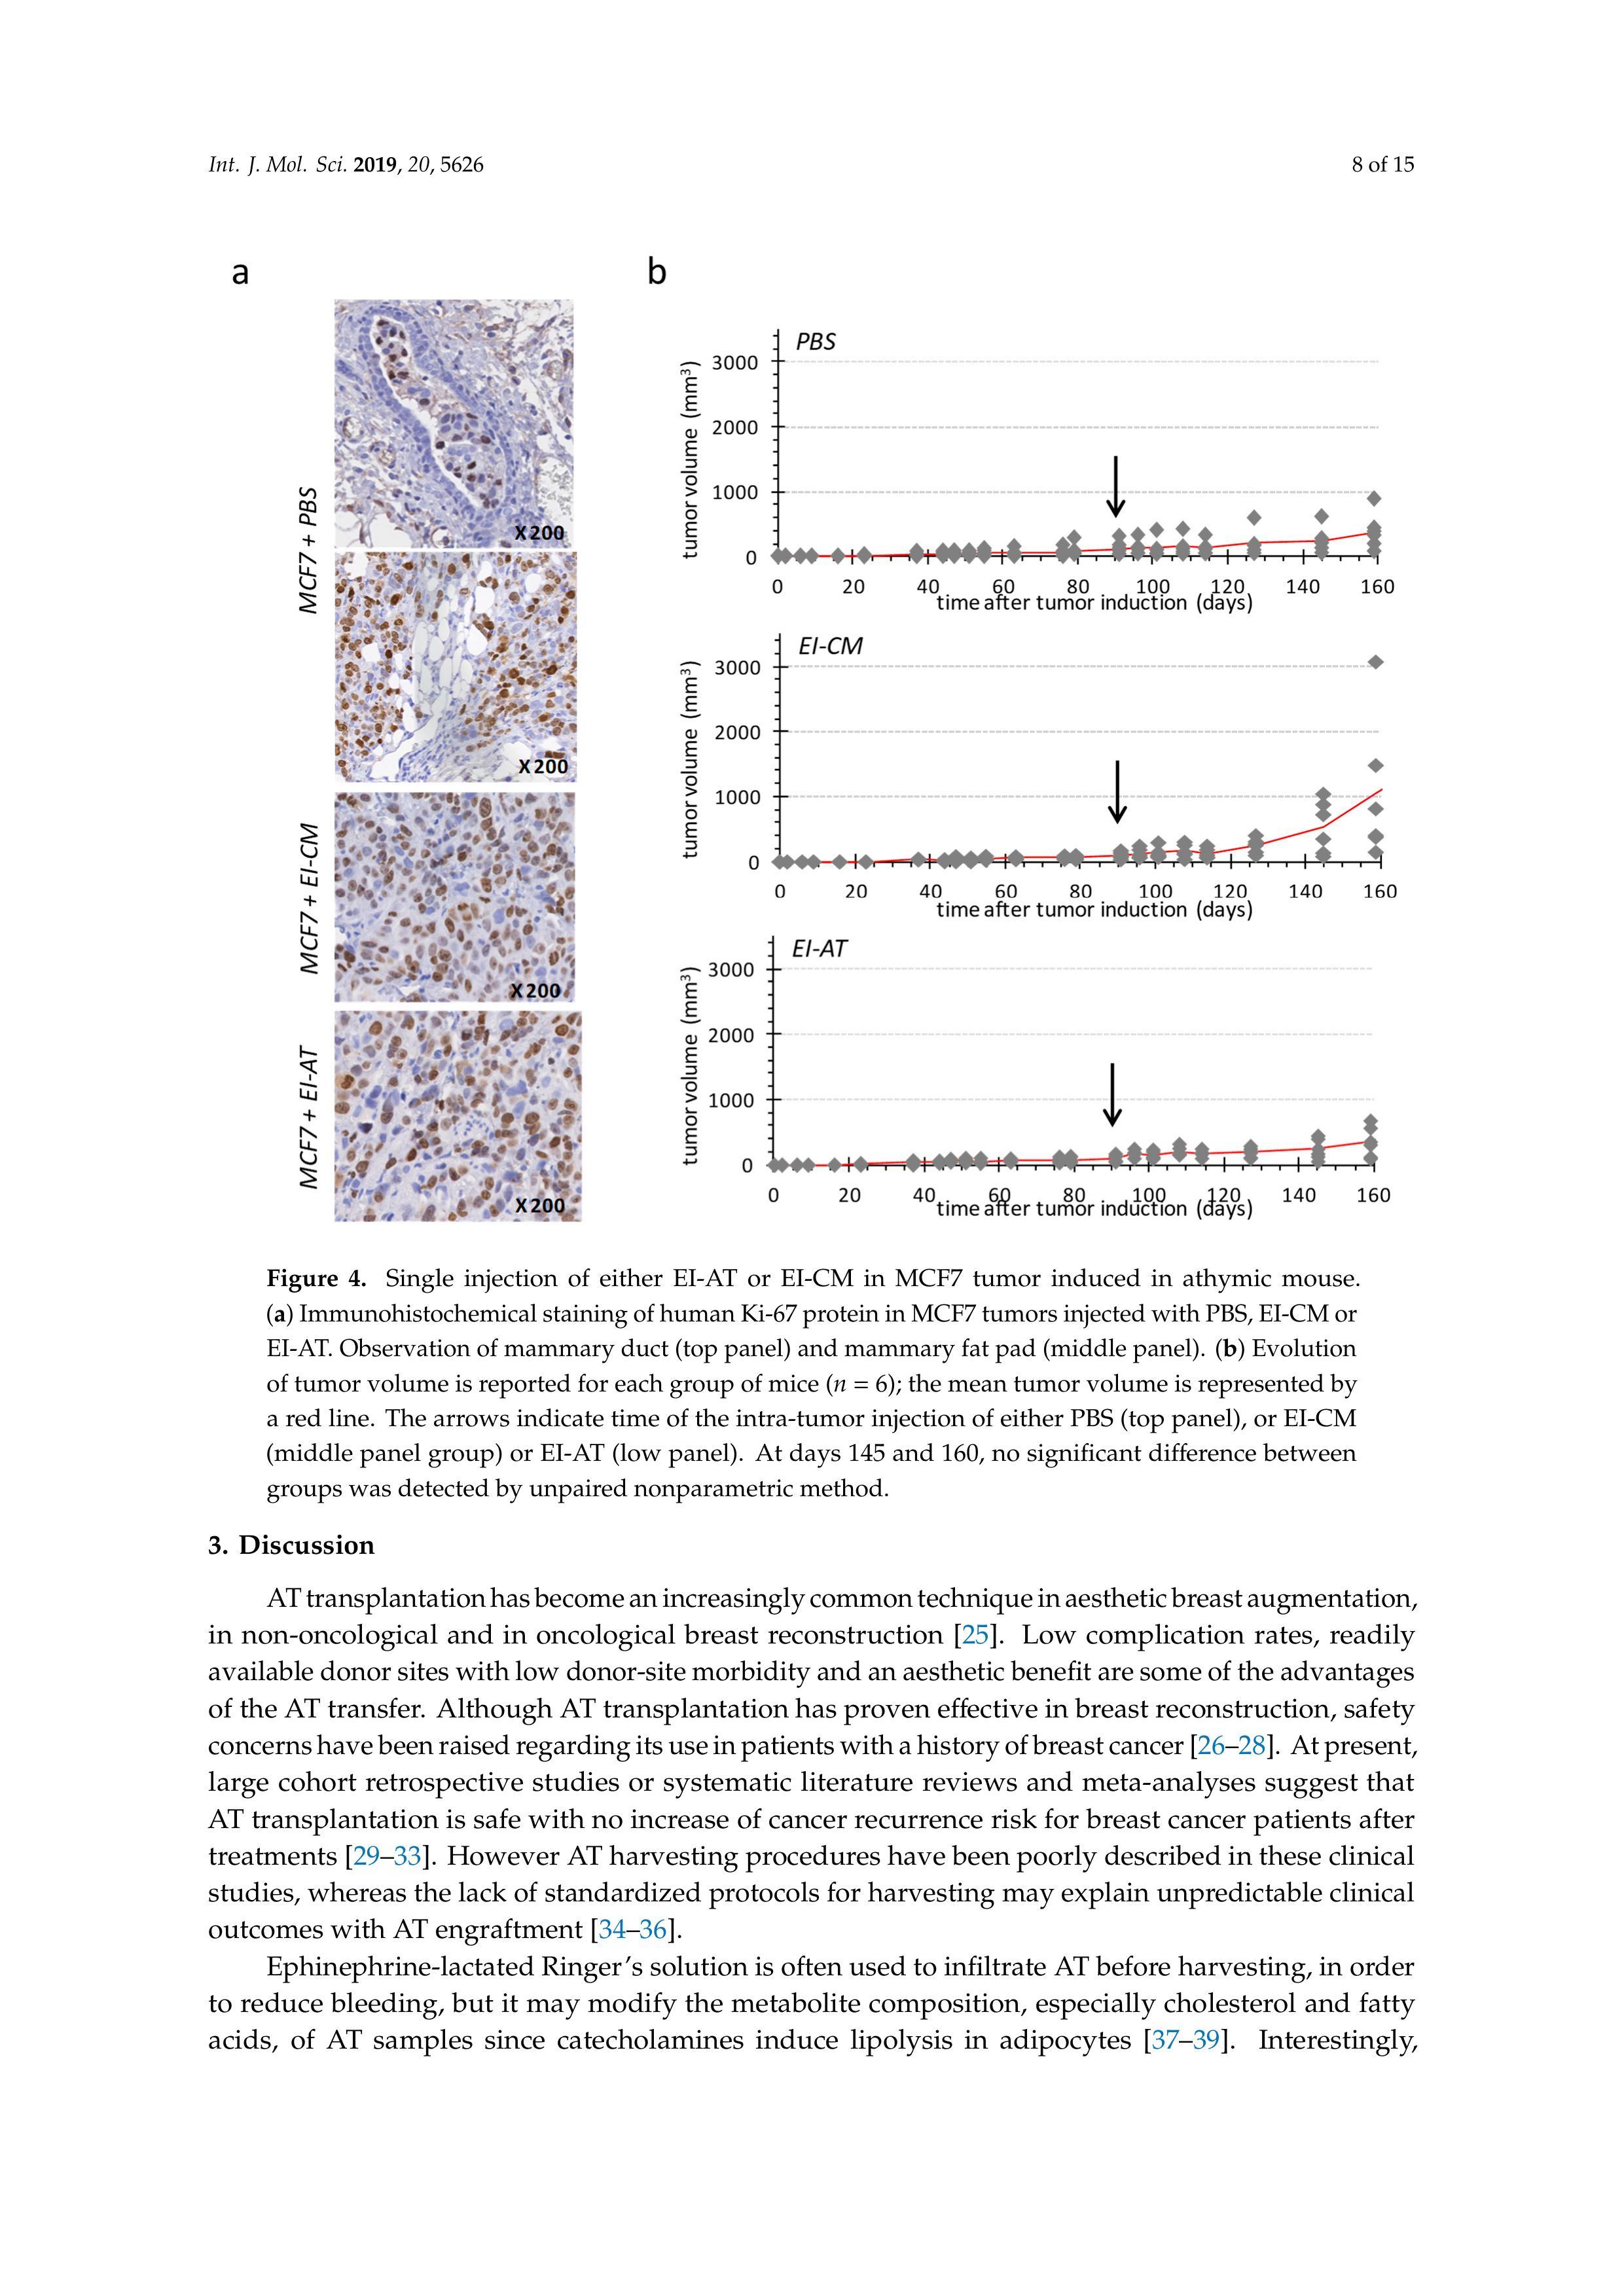 Int. J. Mol. Sci. 2019, 20, 5626
8 of 15
a
b
MCF7 + PBS
X200
X200
MCF7 + EI-CM
X200
MCF7 + EI-AT
X200
PBS
tumor volume (mm³)
3000
2000
1000
0
0 20 40 60 80 100 120 140 160
time after tumor induction (days)
EI-CM
tumor volume (mm³)
3000
2000
1000
0
0 20 40 60 80 100 120 140 160
time after tumor induction (days)
EI-AT
tumor volume (mm³)
3000
2000
1000
0
0 20 40 60 80 100 120 140 160
time after tumor induction (days)
Figure 4. Single injection of either EI-AT or EI-CM in MCF7 tumor induced in athymic mouse.
(a) Immunohistochemical staining of human Ki-67 protein in MCF7 tumors injected with PBS, EI-CM or
EI-AT. Observation of mammary duct (top panel) and mammary fat pad (middle panel). (b) Evolution
of tumor volume is reported for each group of mice (n = 6); the mean tumor volume is represented by
a red line. The arrows indicate time of the intra-tumor injection of either PBS (top panel), or EI-CM
(middle panel group) or EI-AT (low panel). At days 145 and 160, no significant difference between
groups was detected by unpaired nonparametric method.
3. Discussion
AT transplantation has become an increasingly common technique in aesthetic breast augmentation,
in non-oncological and in oncological breast reconstruction [25]. Low complication rates, readily
available donor sites with low donor-site morbidity and an aesthetic benefit are some of the advantages
of the AT transfer. Although AT transplantation has proven effective in breast reconstruction, safety
concerns have been raised regarding its use in patients with a history of breast cancer [26–28]. At present,
large cohort retrospective studies or systematic literature reviews and meta-analyses suggest that
AT transplantation is safe with no increase of cancer recurrence risk for breast cancer patients after
treatments [29–33]. However AT harvesting procedures have been poorly described in these clinical
studies, whereas the lack of standardized protocols for harvesting may explain unpredictable clinical
outcomes with AT engraftment [34–36].
Ephinephrine-lactated Ringer's solution is often used to infiltrate AT before harvesting, in order
to reduce bleeding, but it may modify the metabolite composition, especially cholesterol and fatty
acids, of AT samples since catecholamines induce lipolysis in adipocytes [37–39]. Interestingly,